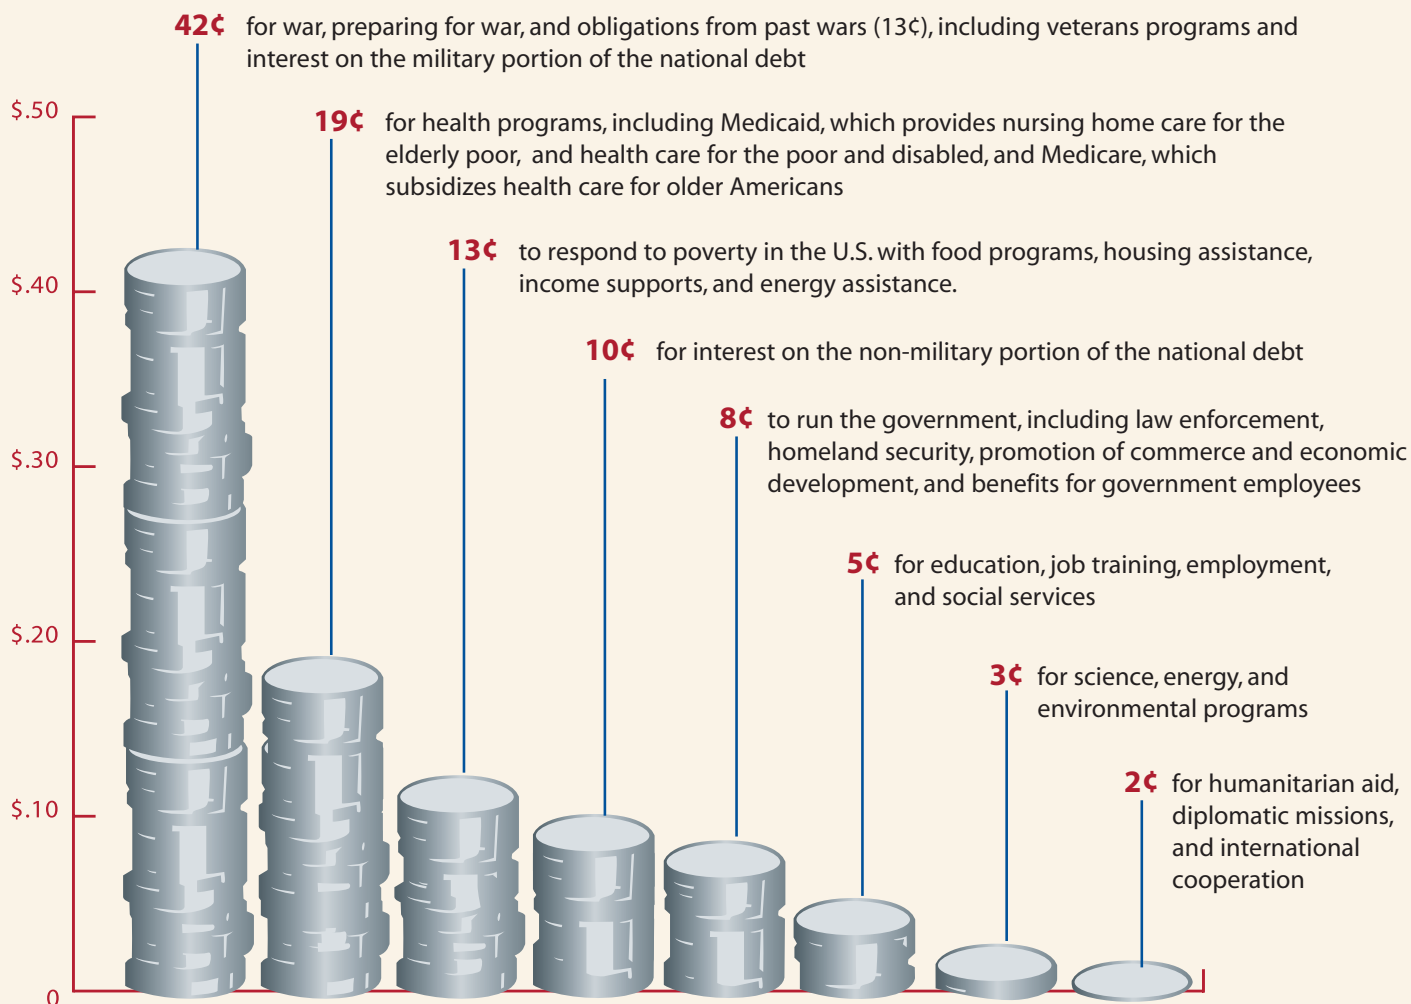 42¢ for war, preparing for war, and obligations from past wars (13¢), including veterans programs and
interest on the military portion of the national debt
$.50
19¢ for health programs, including Medicaid, which provides nursing home care for the
elderly poor, and health care for the poor and disabled, and Medicare, which
subsidizes health care for older Americans
13¢ to respond to poverty in the U.S. with food programs, housing assistance,
income supports, and energy assistance.
$.40
10¢ for interest on the non-military portion of the national debt
8¢ to run the government, including law enforcement,
homeland security, promotion of commerce and economic
development, and benefits for government employees
$.30
5¢ for education, job training, employment,
and social services
$.20
3¢ for science, energy, and
environmental programs
2¢ for humanitarian aid,
diplomatic missions,
and international
cooperation
$.10
0